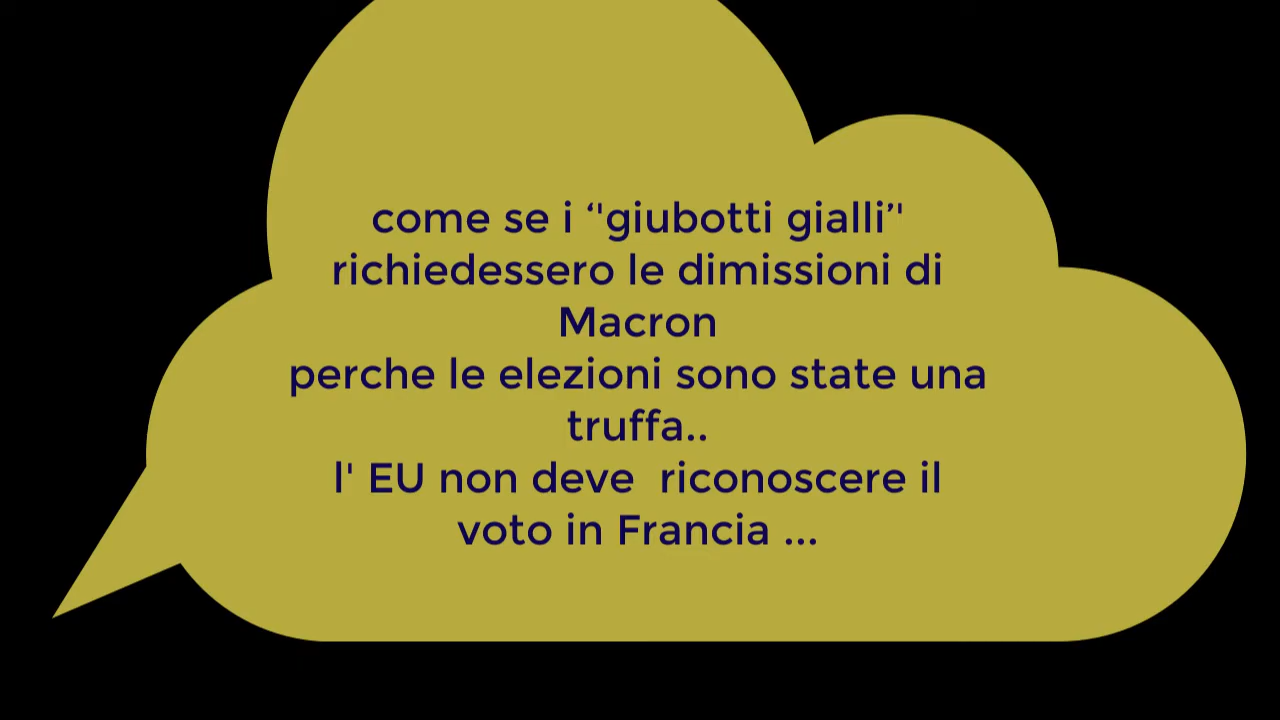 come se i ‘'giubotti gialli’'
richiedessero le dimissioni di
Macron
perche le elezioni sono state una
truffa..
l' EU non deve  riconoscere il
voto in Francia ...